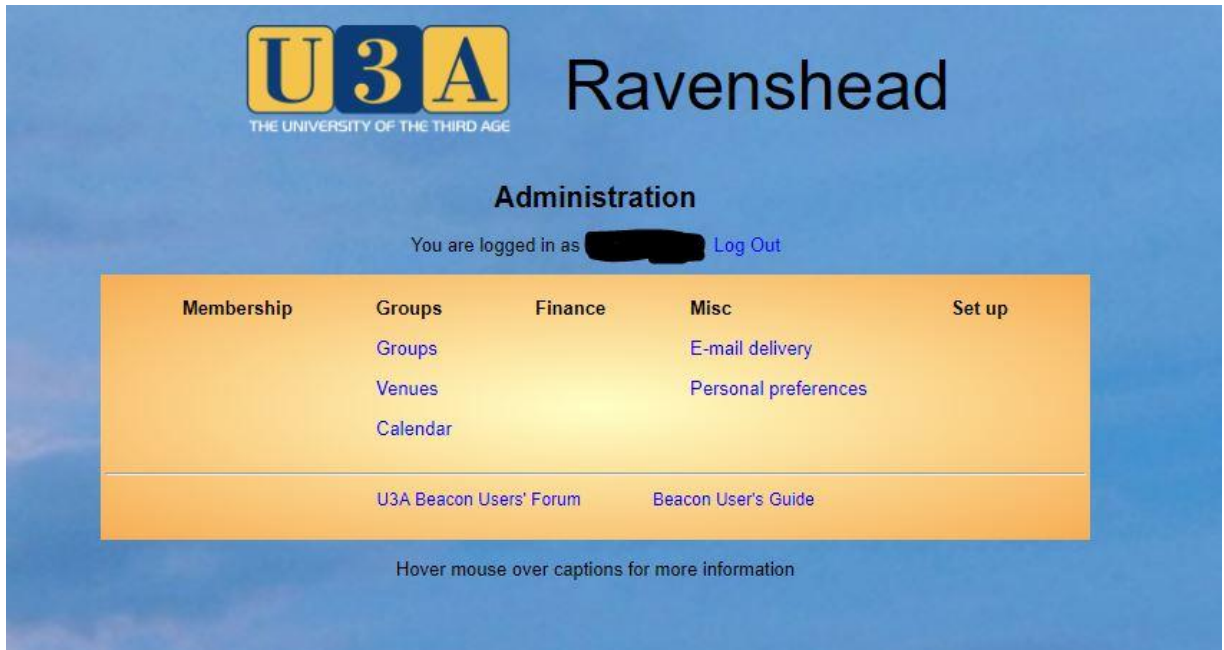 U3A Ravenshead
THE UNIVERSITY OF THE THIRD AGE
Administration
You are logged in as Log Out
Membership Groups Finance Misc Set up
Groups E-mail delivery
Venues Personal preferences
Calendar
U3A Beacon Users' Forum Beacon User's Guide
Hover mouse over captions for more information